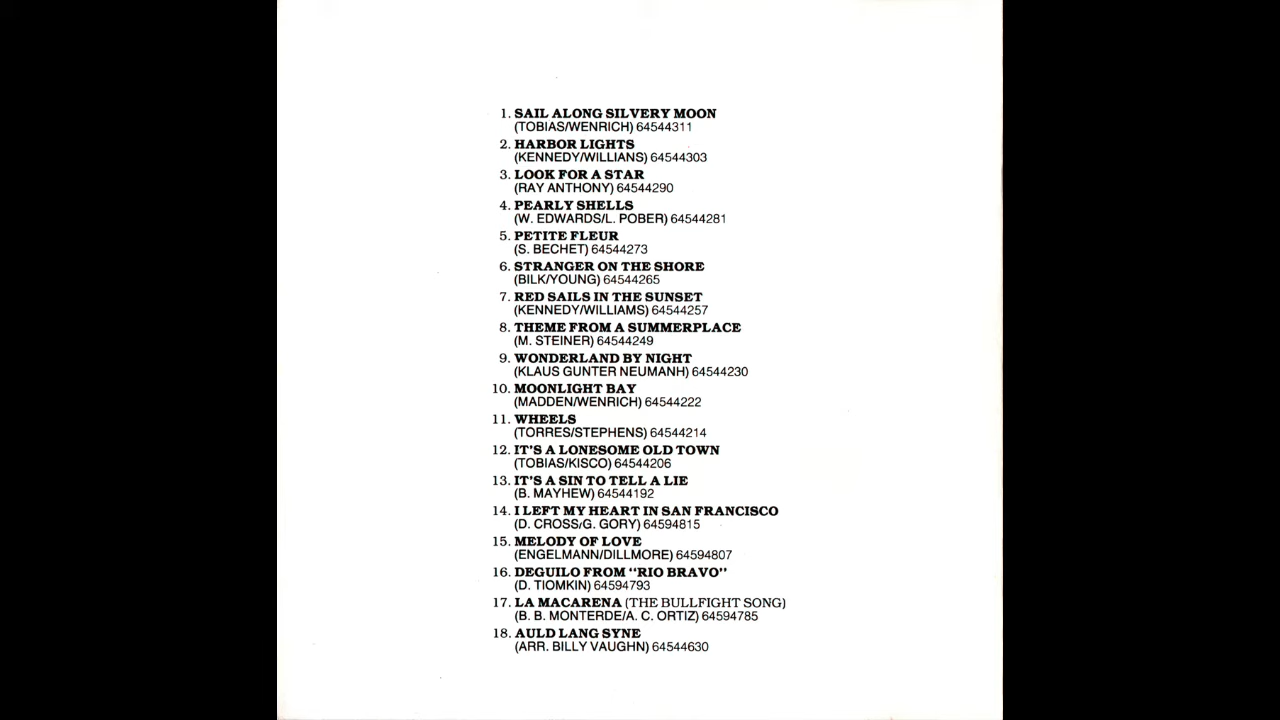 1. SAIL ALONG SILVERY MOON
(TOBIAS/WENRICH) 64544311
2. HARBOR LIGHTS
(KENNEDY/WILLIANS) 64544303
3. LOOK FOR A STAR
(RAY ANTHONY) 64544290
4. PEARLY SHELLS
(W. EDWARDS/L. POBER) 64544281
5. PETITE FLEUR
(S. BECHET) 64544273
6. STRANGER ON THE SHORE
(BILK/YOUNG) 64544265
7. RED SAILS IN THE SUNSET
(KENNEDY/WILLIAMS) 64544257
8. THEME FROM A SUMMERPLACE
(M. STEINER) 64544249
9. WONDERLAND BY NIGHT
(KLAUS GUNTER NEUMANH) 64544230
10. MOONLIGHT BAY
(MADDEN/WENRICH) 64544222
11. WHEELS
(TORRES/STEPHENS) 64544214
12. IT'S A LONESOME OLD TOWN
(TOBIAS/KISCO) 64544206
13. IT'S A SIN TO TELL A LIE
(B. MAYHEW) 64544192
14. I LEFT MY HEART IN SAN FRANCISCO
(D. CROSS/G. GORY) 64594815
15. MELODY OF LOVE
(ENGELMANN/DILLMORE) 64594807
16. DEGUILO FROM "RIO BRAVO"
(D. TIOMKIN) 64594793
17. LA MACARENA (THE BULLFIGHT SONG)
(B. B. MONTERDE/A. C. ORTIZ) 64594785
18. AULD LANG SYNE
(ARR. BILLY VAUGHN) 64544630